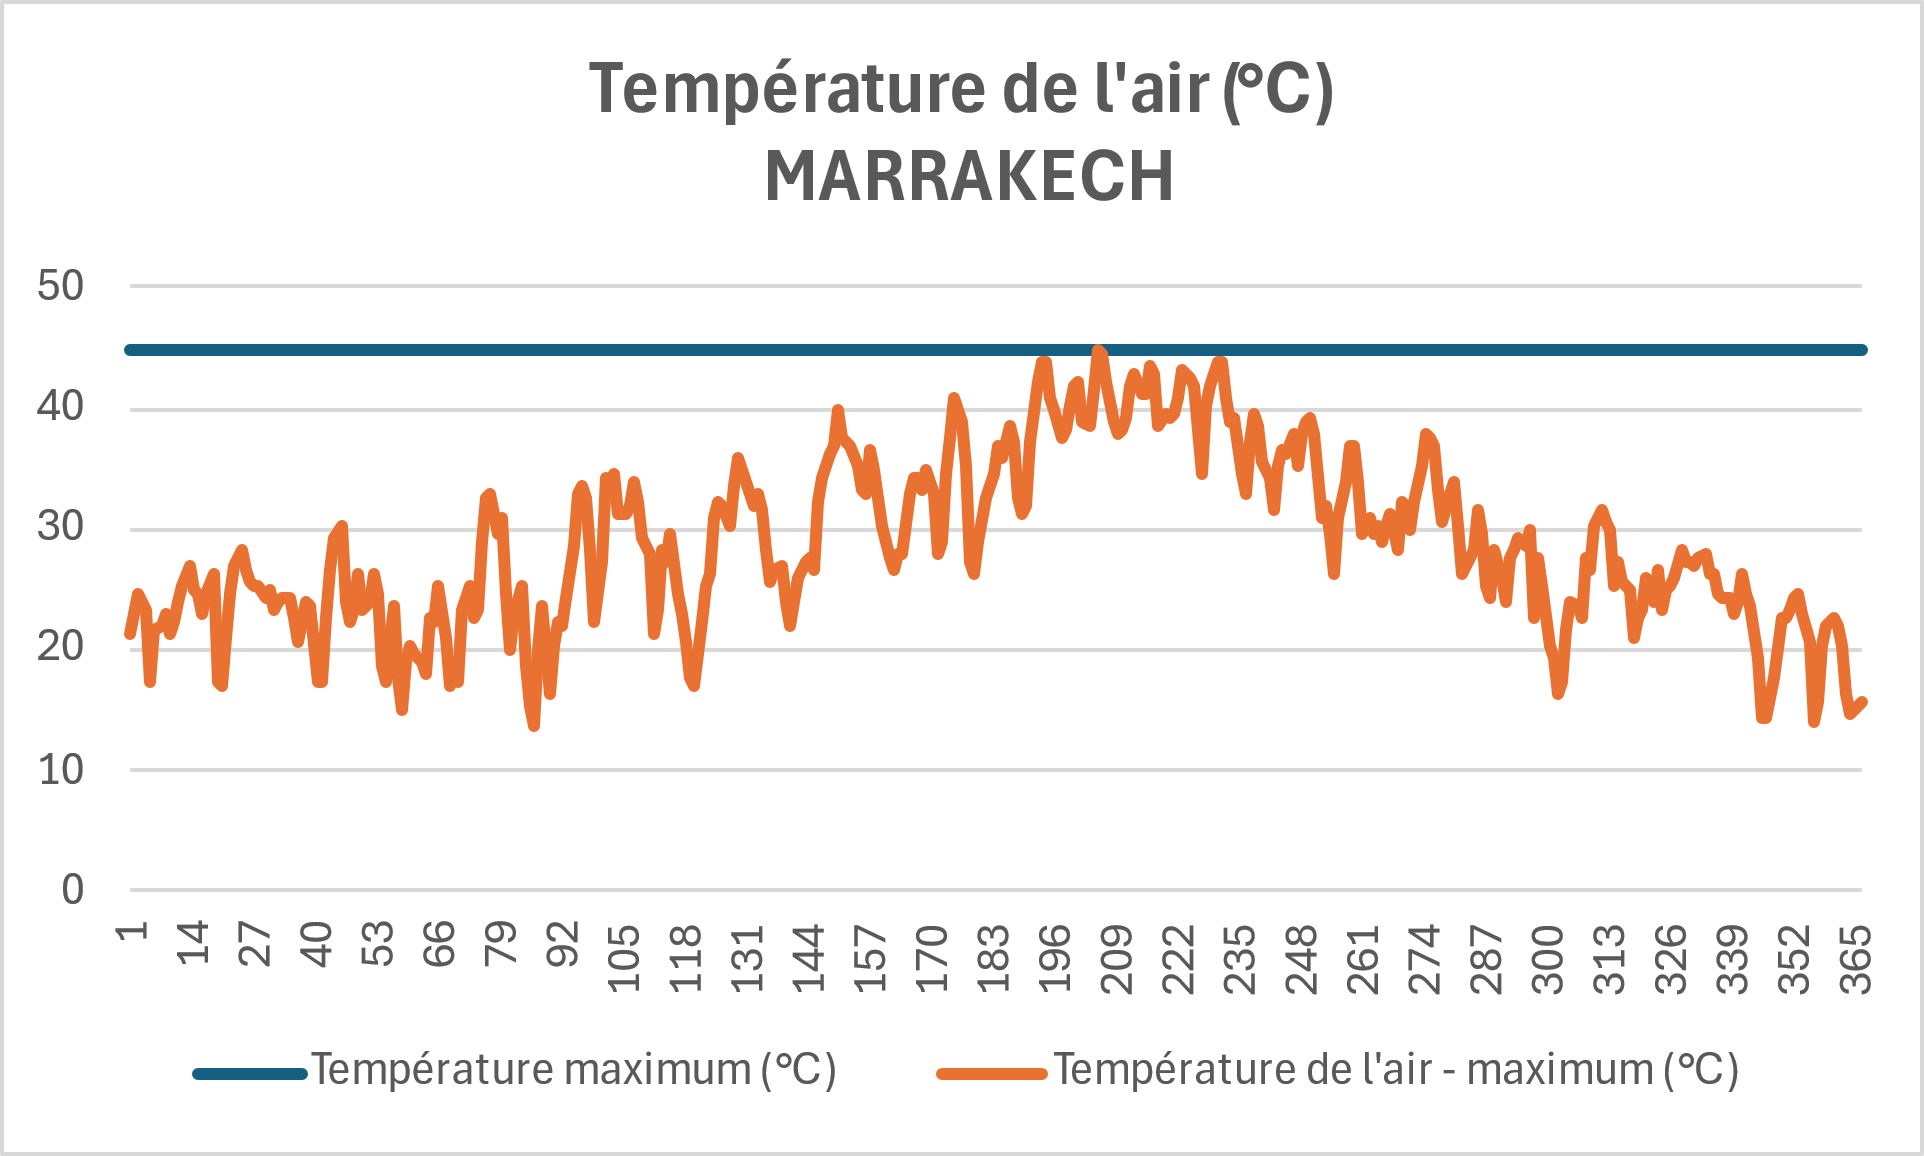 Température de l'air (°C)
MARRAKECH
50
40
30
20
10
0
1 14 27 40 53 66 79 92 105 118 131 144 157 170 183 196 209 222 235 248 261 274 287 300 313 326 339 352 365
Température maximum (°C) Température de l'air - maximum (°C)